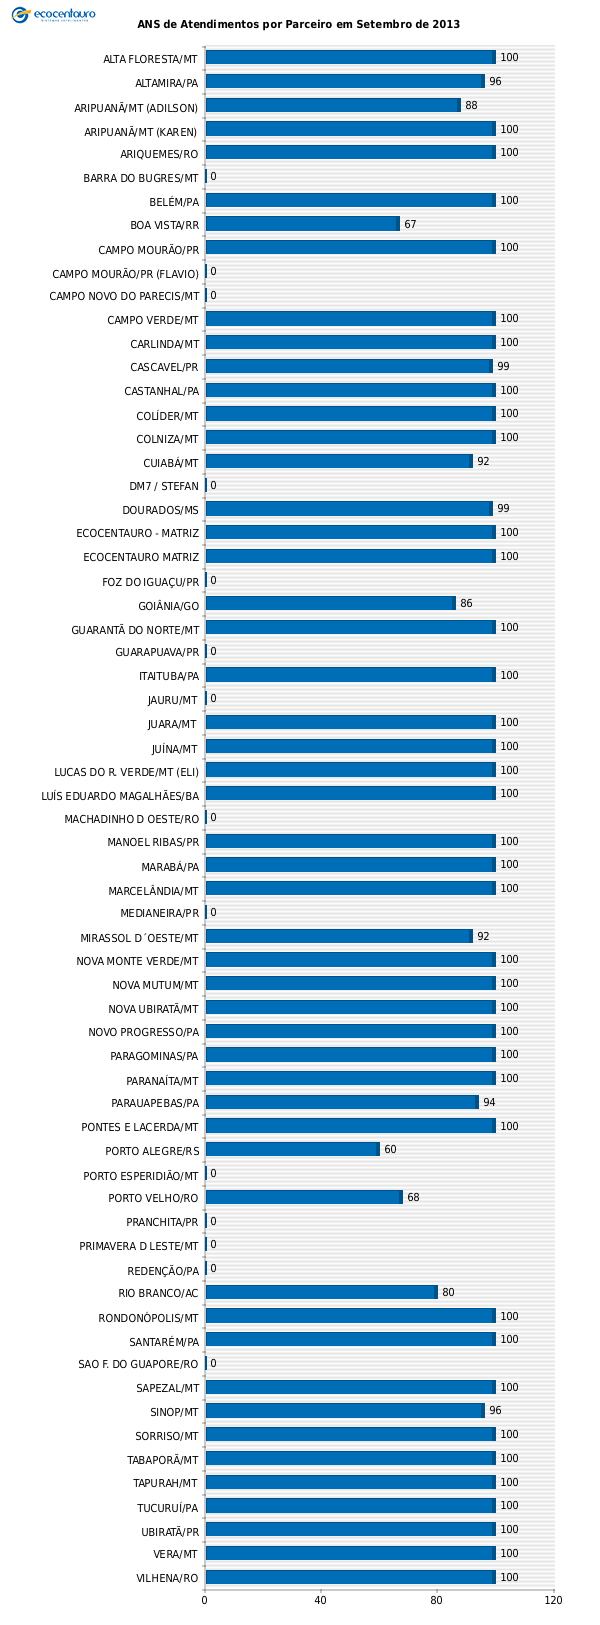 ecocentauro
ANS de Atendimentos por Parceiro em Setembro de 2013
ALTA FLORESTA/MT 100
ALTAMIRA/PA 96
ARIPUANÃ/MT (ADILSON) 88
ARIPUANÃ/MT (KAREN) 100
ARIQUEMES/RO 100
BARRA DO BUGRES/MT 0
BELÉM/PA 100
BOA VISTA/RR 67
CAMPO MOURÃO/PR 100
CAMPO MOURÃO/PR (FLAVIO) 0
CAMPO NOVO DO PARECIS/MT 0
CAMPO VERDE/MT 100
CARLINDA/MT 100
CASCAVEL/PR 99
CASTANHAL/PA 100
COLÍDER/MT 100
COLNIZA/MT 100
CUIABÁ/MT 92
DM7 / STEFAN 0
DOURADOS/MS 99
ECOCENTAURO - MATRIZ 100
ECOCENTAURO MATRIZ 100
FOZ DO IGUAÇU/PR 0
GOIÂNIA/GO 86
GUARANTÃ DO NORTE/MT 100
GUARAPUAVA/PR 0
ITAITUBA/PA 100
JAURU/MT 0
JUARA/MT 100
JUÍNA/MT 100
LUCAS DO R. VERDE/MT (ELI) 100
LUÍS EDUARDO MAGALHÃES/BA 100
MACHADINHO D OESTE/RO 0
MANOEL RIBAS/PR 100
MARABÁ/PA 100
MARCELÂNDIA/MT 100
MEDIANEIRA/PR 0
MIRASSOL D´OESTE/MT 92
NOVA MONTE VERDE/MT 100
NOVA MUTUM/MT 100
NOVA UBIRATÃ/MT 100
NOVO PROGRESSO/PA 100
PARAGOMINAS/PA 100
PARANAÍTA/MT 100
PARAUAPEBAS/PA 94
PONTES E LACERDA/MT 100
PORTO ALEGRE/RS 60
PORTO ESPERIDIÃO/MT 0
PORTO VELHO/RO 68
PRANCHITA/PR 0
PRIMAVERA D LESTE/MT 0
REDENÇÃO/PA 0
RIO BRANCO/AC 80
RONDONÓPOLIS/MT 100
SANTARÉM/PA 100
SAO F. DO GUAPORE/RO 0
SAPEZAL/MT 100
SINOP/MT 96
SORRISO/MT 100
TABAPORÃ/MT 100
TAPURAH/MT 100
TUCURUÍ/PA 100
UBIRATÃ/PR 100
VERA/MT 100
VILHENA/RO 100
0 40 80 120